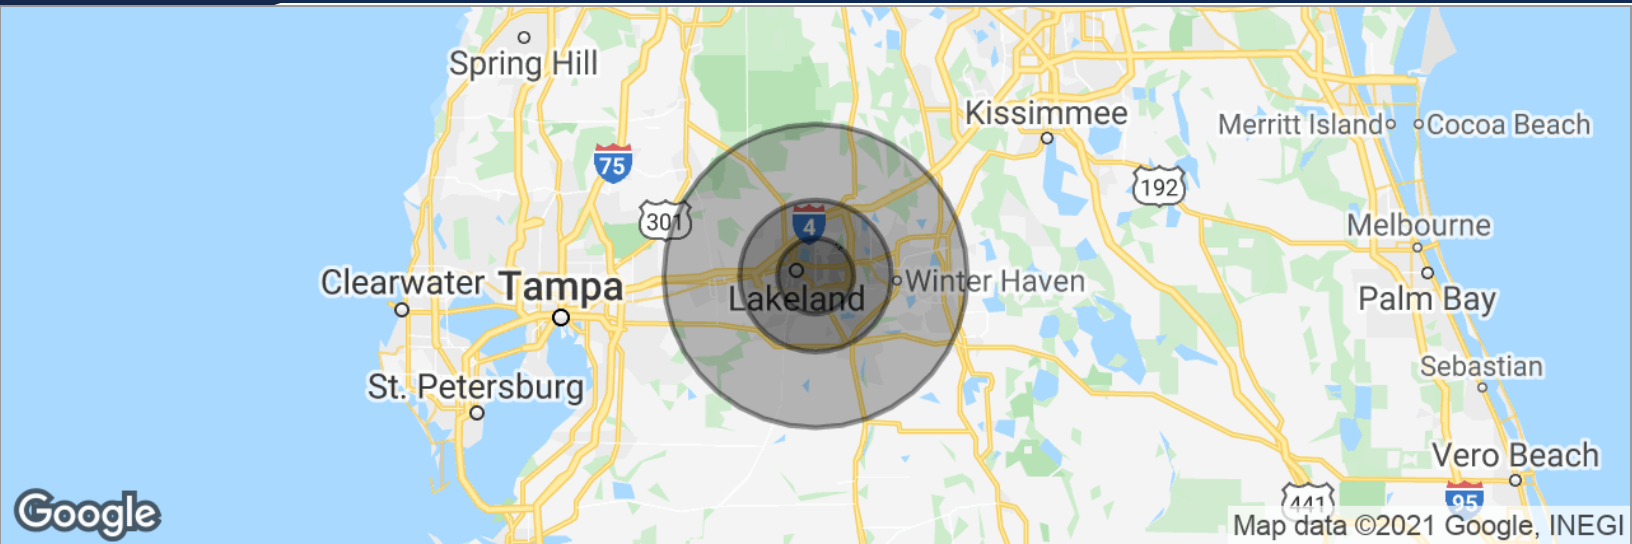 Spring Hill
Kissimmee
Merritt Island
Cocoa Beach
75
192
301
4
Melbourne
Clearwater
Tampa
Lakeland
Winter Haven
Palm Bay
St. Petersburg
Sebastian
Vero Beach
441
95
Google
Map data ©2021 Google, INEGI